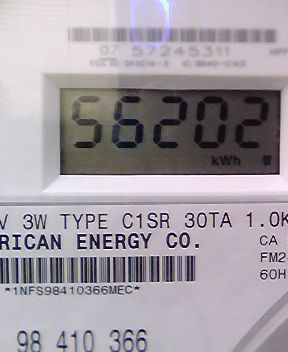 07 57245311
56202
kWh
V 3W TYPE C1SR 30TA 1.0K
RICAN ENERGY CO.
CA
FM2
60H
*1NFS98410366MEC*
98 410 366